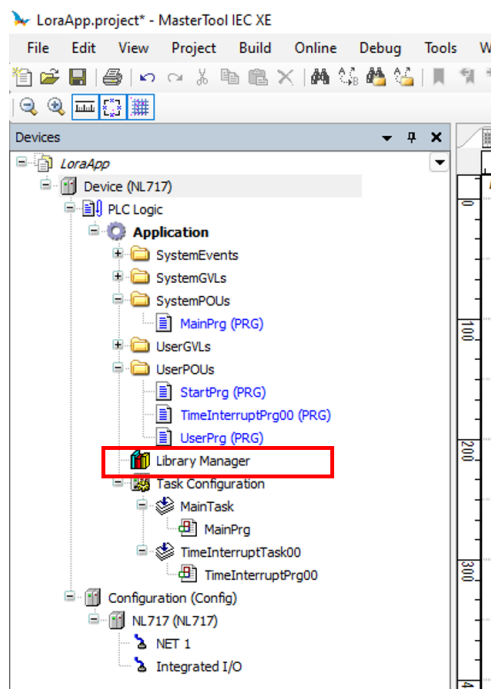 LoraApp.project* - MasterTool IEC XE
File Edit View Project Build Online Debug Tools W
Devices
LoraApp
Device (NL717)
PLC Logic
Application
SystemEvents
SystemGVLs
SystemPOUs
MainPrg (PRG)
UserGVLs
UserPOUs
StartPrg (PRG)
TimeInterruptPrg00 (PRG)
UserPrg (PRG)
Library Manager
Task Configuration
MainTask
MainPrg
TimeInterruptTask00
TimeInterruptPrg00
Configuration (Config)
NL717 (NL717)
NET 1
Integrated I/O
0
100
200
300
4